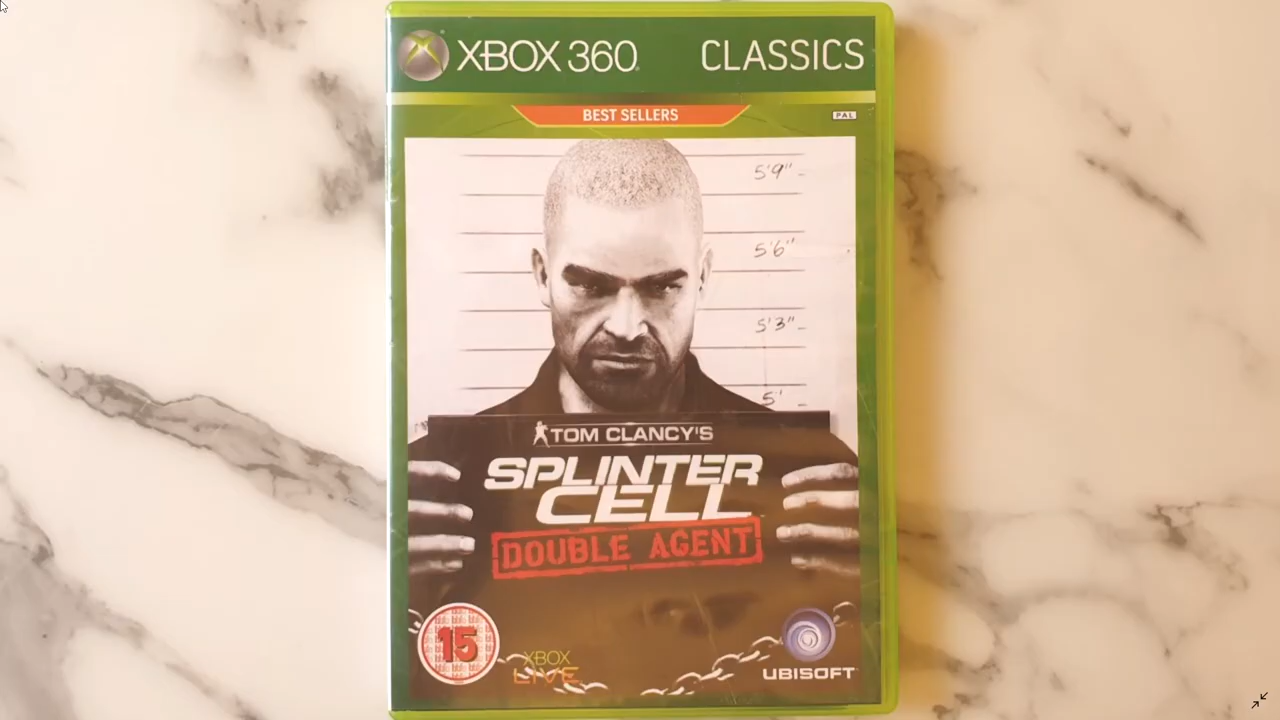 XBOX 360 CLASSICS
BEST SELLERS
PAL
5'9"
5'6"
5'3"
5'
TOM CLANCY'S
SPLINTER
CELL
DOUBLE AGENT
15
XBOX
LIVE
UBISOFT